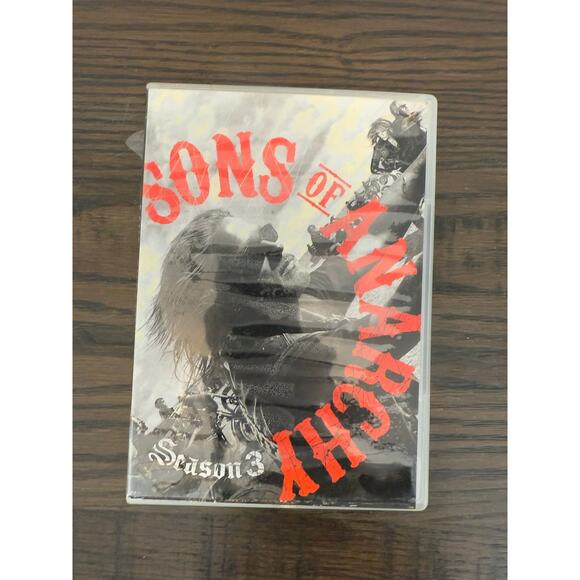 SONS
OF
ANARCHY
Season 3